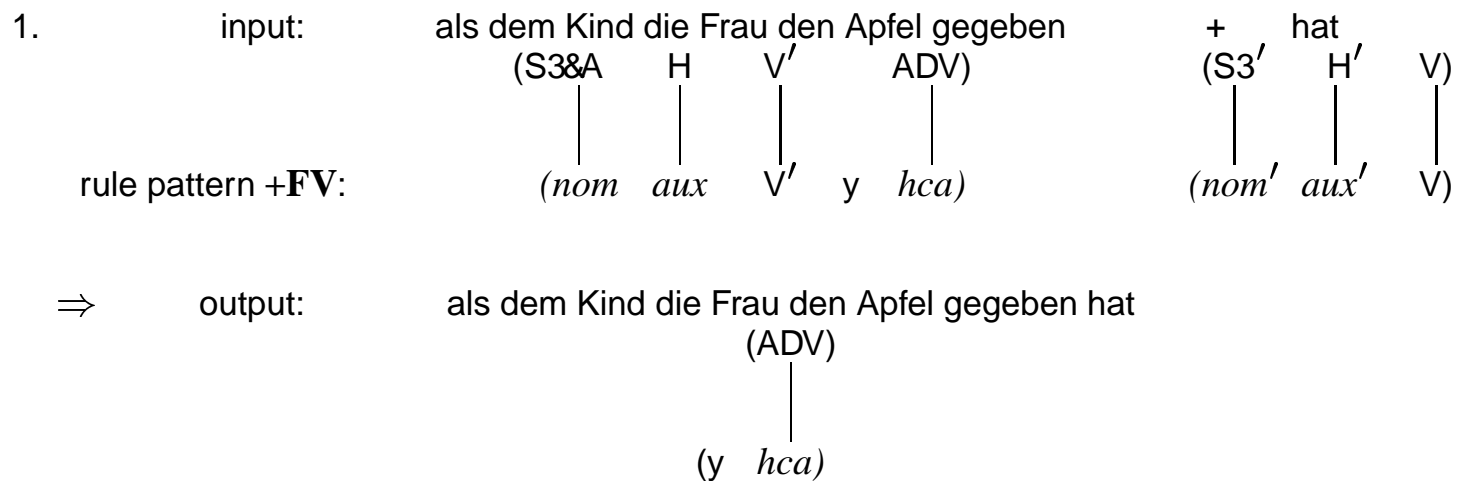 1. input: als dem Kind die Frau den Apfel gegeben + hat
(S3&A H V′ ADV) (S3′ H′ V)
rule pattern +FV: (nom aux V′ y hca) (nom′ aux′ V)
⇒ output: als dem Kind die Frau den Apfel gegeben hat
(ADV)
(y hca)